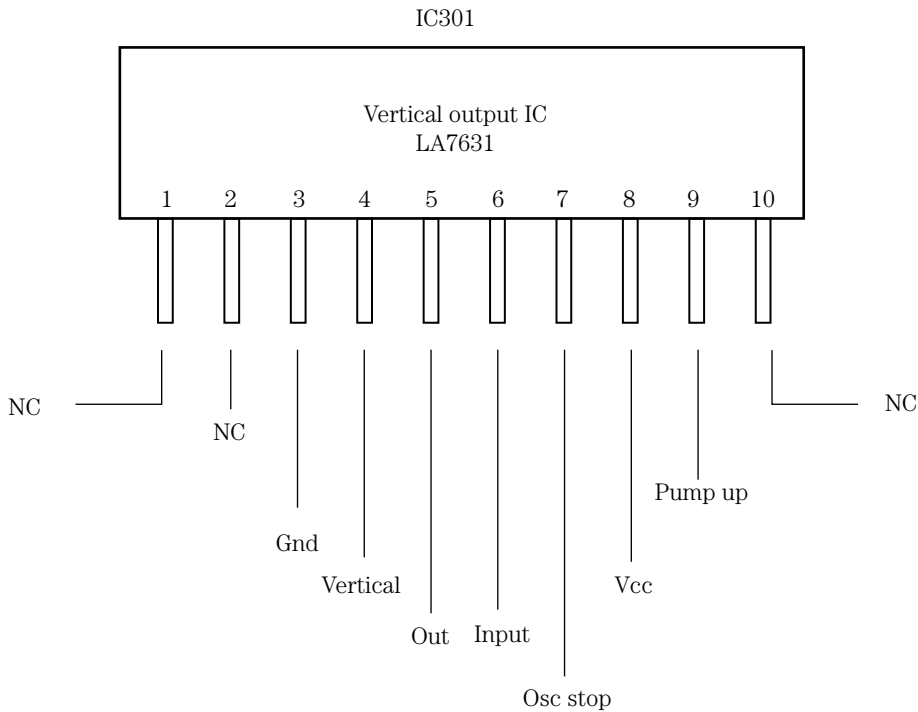 IC301
Vertical output IC
LA7631
1 2 3 4 5 6 7 8 9 10
NC
NC
NC
Pump up
Gnd
Vertical
Vcc
Out
Input
Osc stop